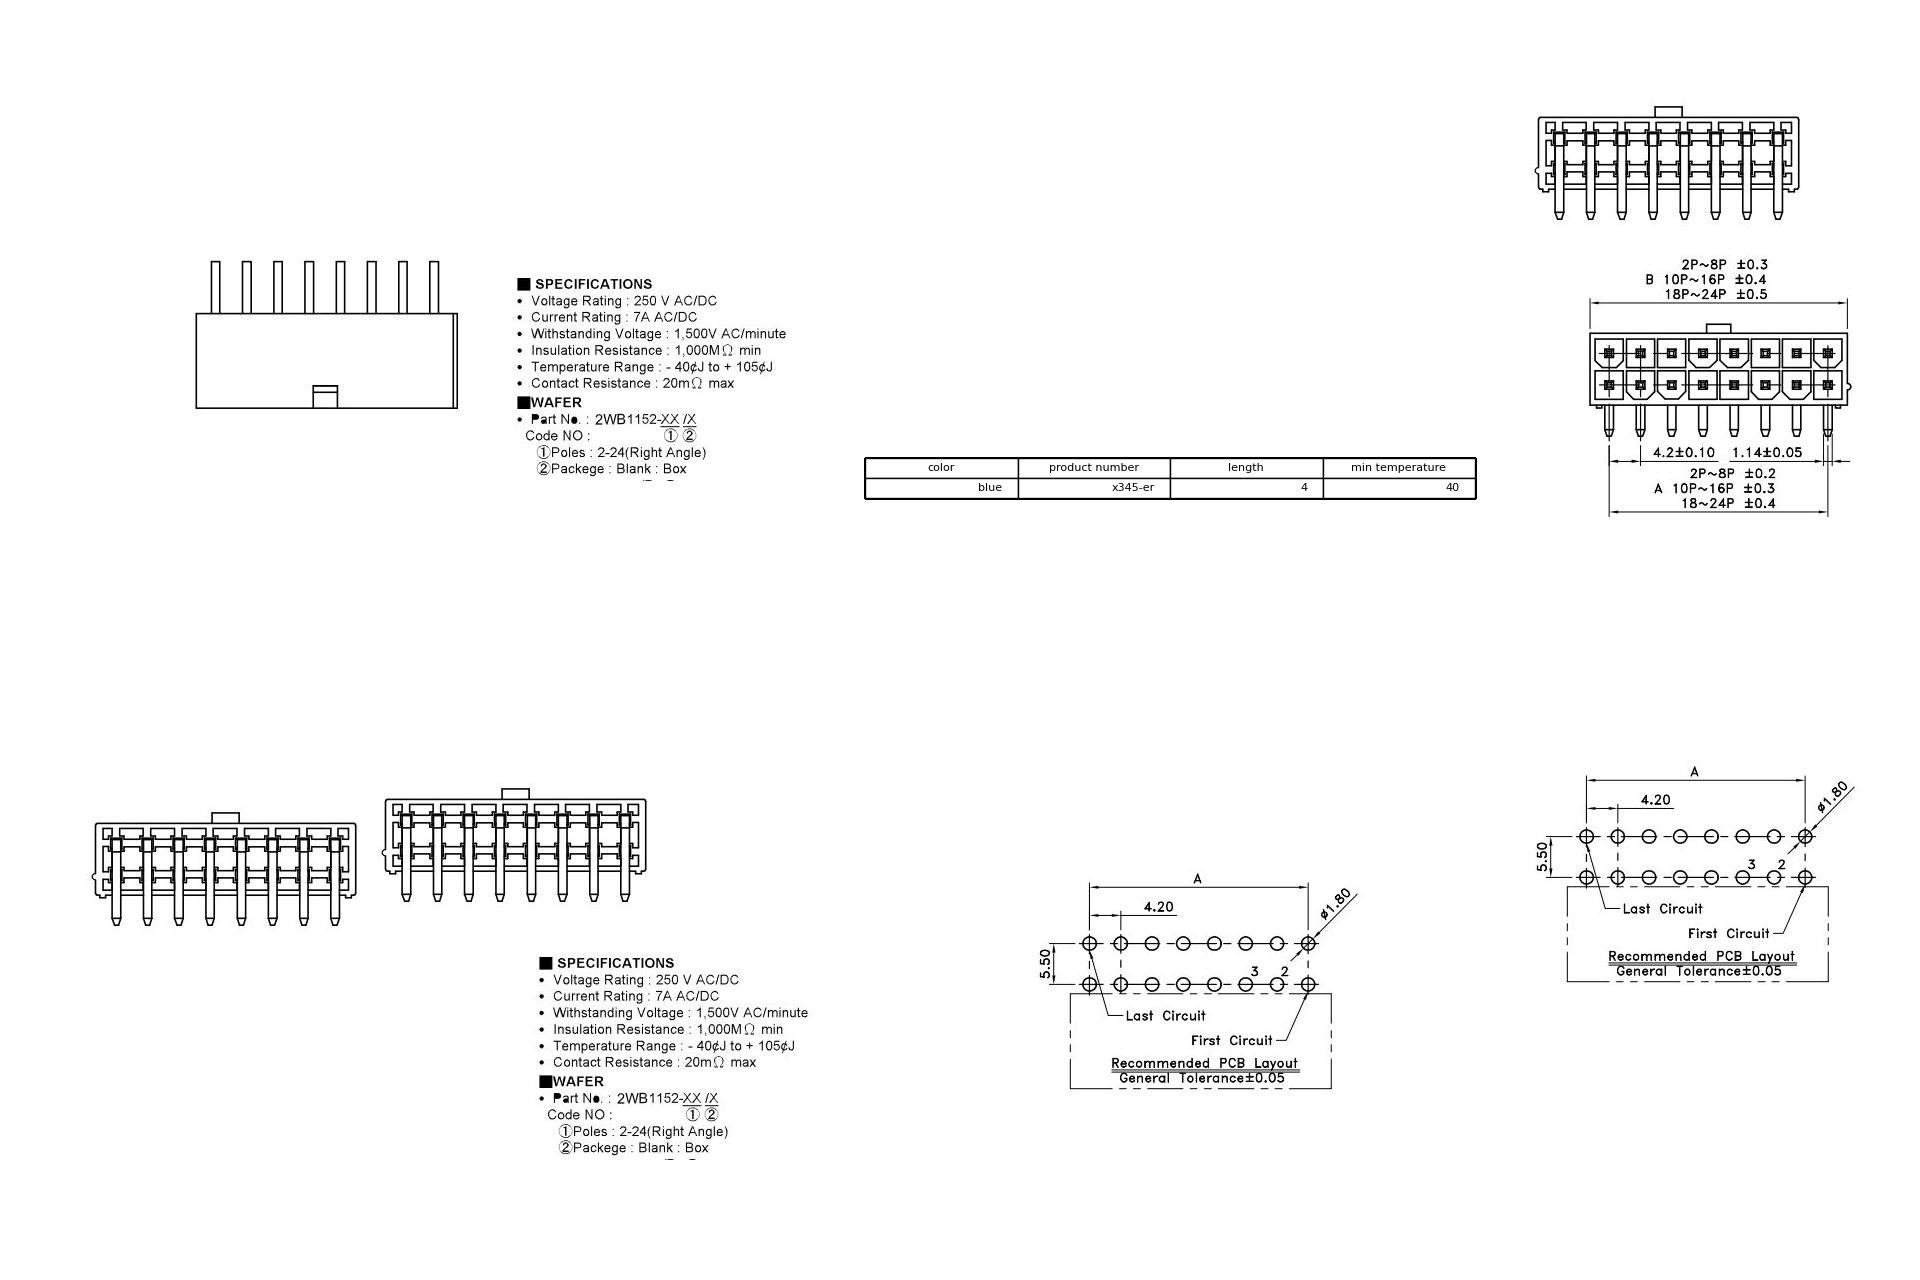 ■ SPECIFICATIONS
• Voltage Rating : 250 V AC/DC
• Current Rating : 7A AC/DC
• Withstanding Voltage : 1,500V AC/minute
• Insulation Resistance : 1,000MΩ min
• Temperature Range : - 40¢J to + 105¢J
• Contact Resistance : 20mΩ max
■WAFER
• Part No. : 2WB1152-XX /X
Code NO : ① ②
①Poles : 2-24(Right Angle)
②Packege : Blank : Box
color product number length min temperature
blue x345-er 4 40
2P~8P ±0.3
B 10P~16P ±0.4
18P~24P ±0.5
4.2±0.10 1.14±0.05
2P~8P ±0.2
A 10P~16P ±0.3
18~24P ±0.4
■ SPECIFICATIONS
• Voltage Rating : 250 V AC/DC
• Current Rating : 7A AC/DC
• Withstanding Voltage : 1,500V AC/minute
• Insulation Resistance : 1,000MΩ min
• Temperature Range : - 40¢J to + 105¢J
• Contact Resistance : 20mΩ max
■WAFER
• Part No. : 2WB1152-XX /X
Code NO : ① ②
①Poles : 2-24(Right Angle)
②Packege : Blank : Box
A
4.20
ø1.80
5.50
3 2
Last Circuit
First Circuit
Recommended PCB Layout
General Tolerance±0.05
A
4.20
ø1.80
5.50
3 2
Last Circuit
First Circuit
Recommended PCB Layout
General Tolerance±0.05